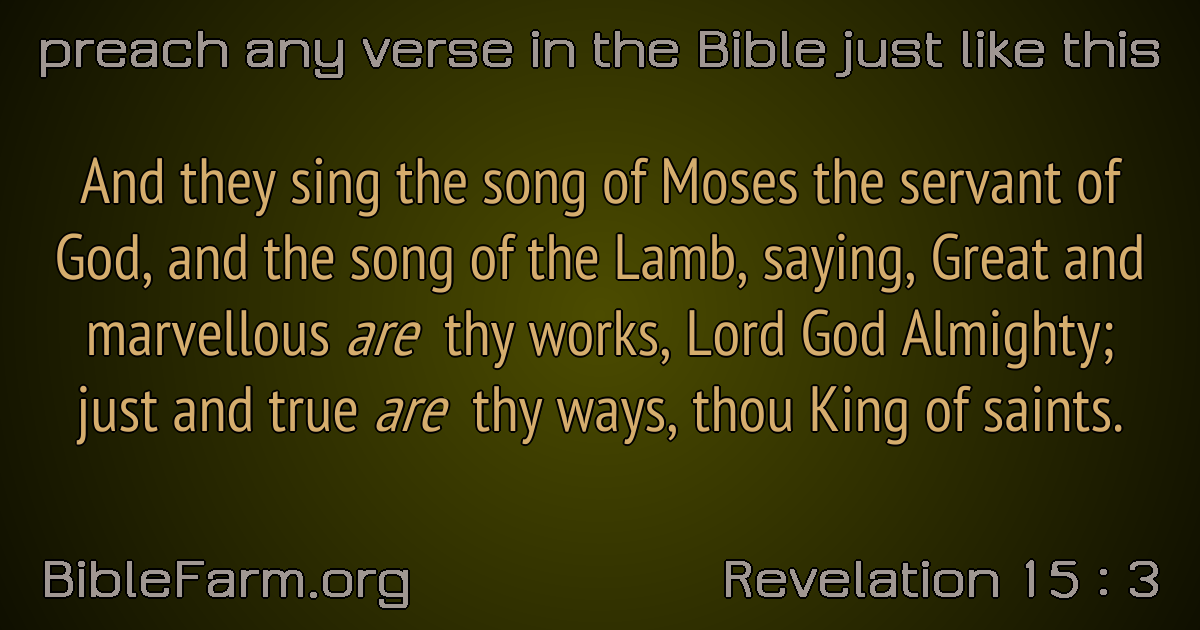 preach any verse in the Bible just like this
And they sing the song of Moses the servant of
God, and the song of the Lamb, saying, Great and
marvellous are thy works, Lord God Almighty;
just and true are thy ways, thou King of saints.
BibleFarm.org
Revelation 15 : 3